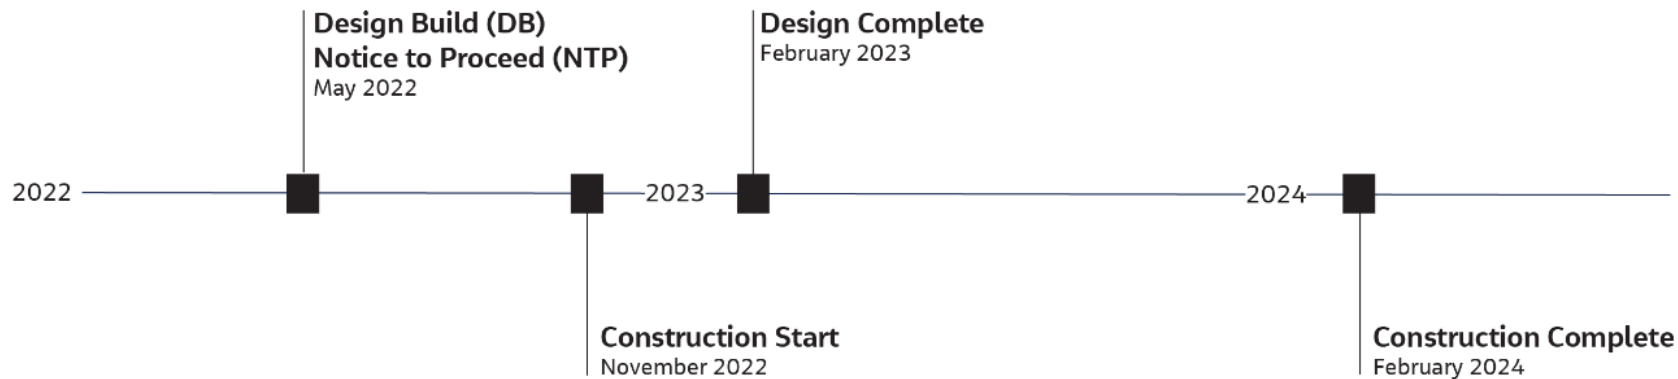 Design Build (DB)
Notice to Proceed (NTP)
May 2022
Design Complete
February 2023
2022
2023
2024
Construction Start
November 2022
Construction Complete
February 2024